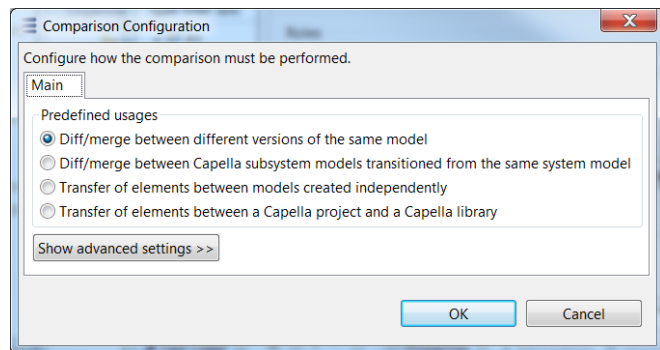 Comparison Configuration
Configure how the comparison must be performed.
Main
Predefined usages
Diff/merge between different versions of the same model
Diff/merge between Capella subsystem models transitioned from the same system model
Transfer of elements between models created independently
Transfer of elements between a Capella project and a Capella library
Show advanced settings >>
OK Cancel